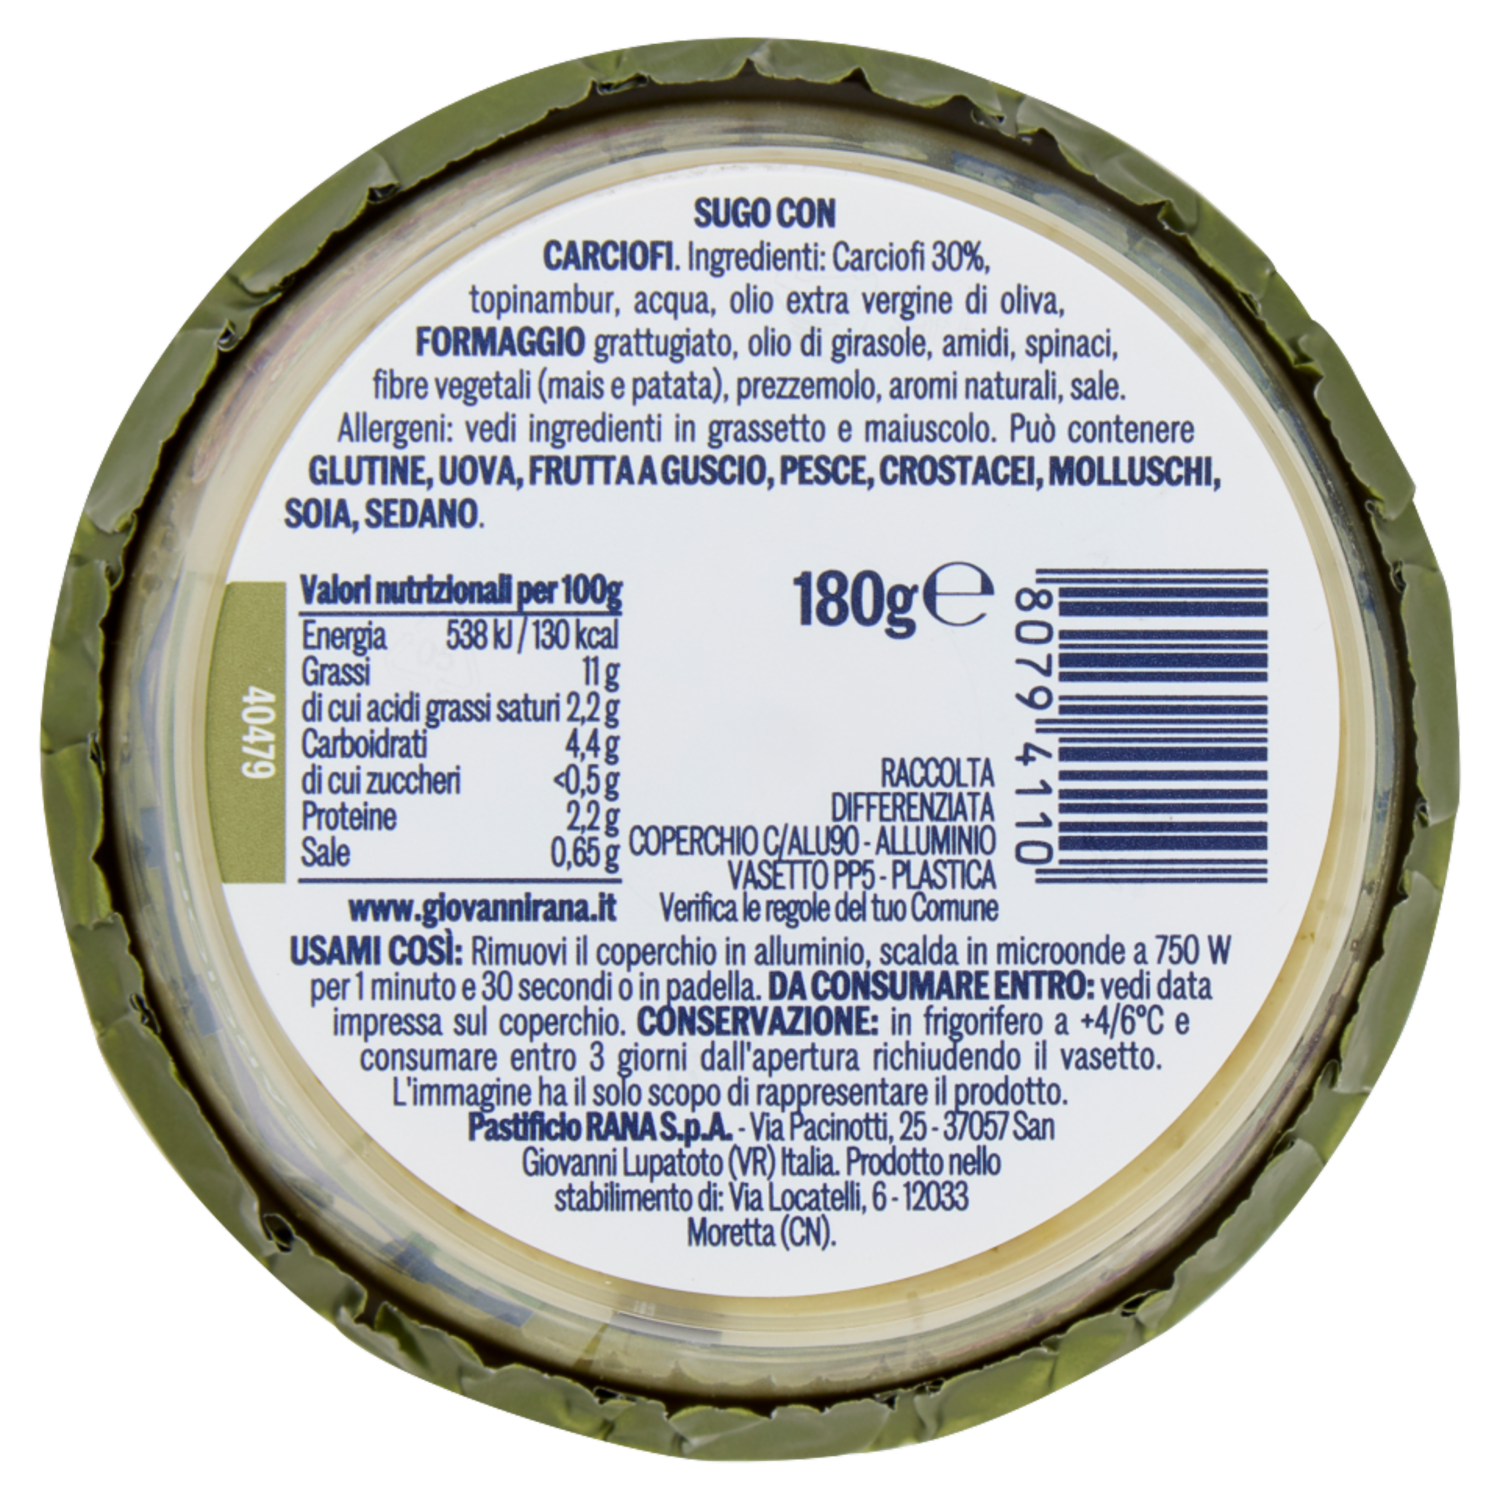 SUGO CON
CARCIOFI. Ingredienti: Carciofi 30%,
topinambur, acqua, olio extra vergine di oliva,
FORMAGGIO grattugiato, olio di girasole, amidi, spinaci,
fibre vegetali (mais e patata), prezzemolo, aromi naturali, sale.
Allergeni: vedi ingredienti in grassetto e maiuscolo. Può contenere
GLUTINE, UOVA, FRUTTA A GUSCIO, PESCE, CROSTACEI, MOLLUSCHI,
SOIA, SEDANO.
40479
Valori nutrizionali per 100g
Energia 538 kJ / 130 kcal
Grassi 11 g
di cui acidi grassi saturi 2,2 g
Carboidrati 4,4 g
di cui zuccheri <0,5 g
Proteine 2,2 g
Sale 0,65 g
www.giovannirana.it
180g e
80794110
RACCOLTA
DIFFERENZIATA
COPERCHIO C/ALU90 - ALLUMINIO
VASETTO PP5 - PLASTICA
Verifica le regole del tuo Comune
USAMI COSÌ: Rimuovi il coperchio in alluminio, scalda in microonde a 750 W
per 1 minuto e 30 secondi o in padella. DA CONSUMARE ENTRO: vedi data
impressa sul coperchio. CONSERVAZIONE: in frigorifero a +4/6°C e
consumare entro 3 giorni dall'apertura richiudendo il vasetto.
L'immagine ha il solo scopo di rappresentare il prodotto.
Pastificio RANA S.p.A. - Via Pacinotti, 25 - 37057 San
Giovanni Lupatoto (VR) Italia. Prodotto nello
stabilimento di: Via Locatelli, 6 - 12033
Moretta (CN).